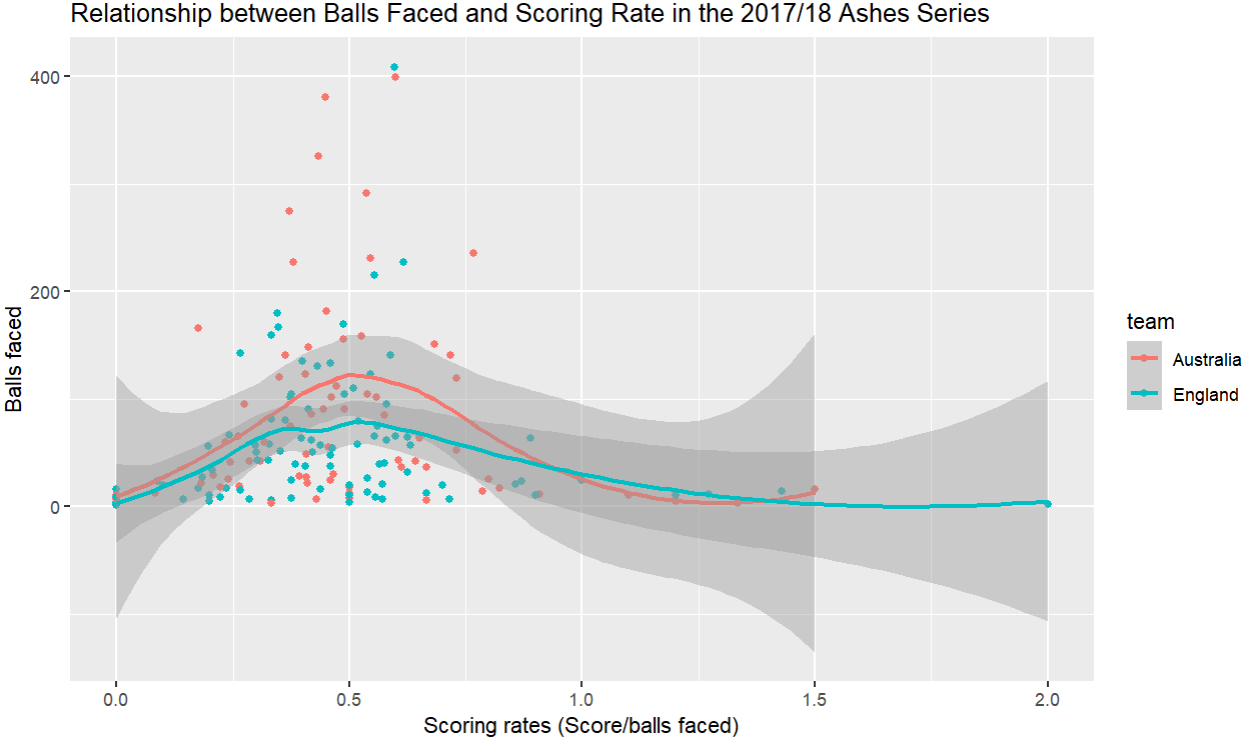 Relationship between Balls Faced and Scoring Rate in the 2017/18 Ashes Series
400
200
0
Balls faced
0.0 0.5 1.0 1.5 2.0
Scoring rates (Score/balls faced)
team
Australia
England